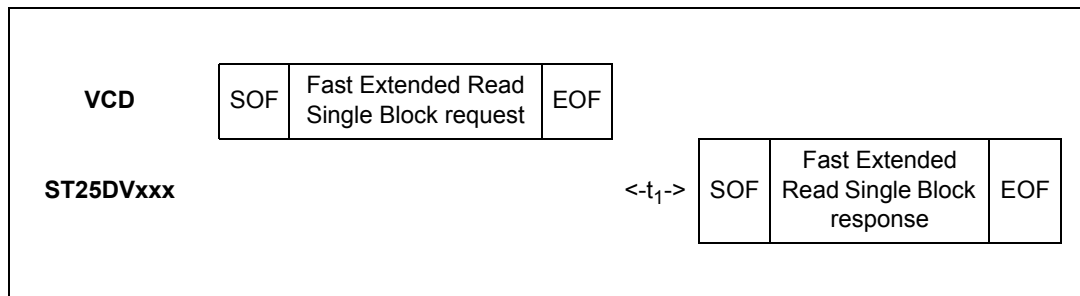 VCD
SOF
Fast Extended Read
Single Block request
EOF
ST25DVxxx
<-t1->
SOF
Fast Extended
Read Single Block
response
EOF